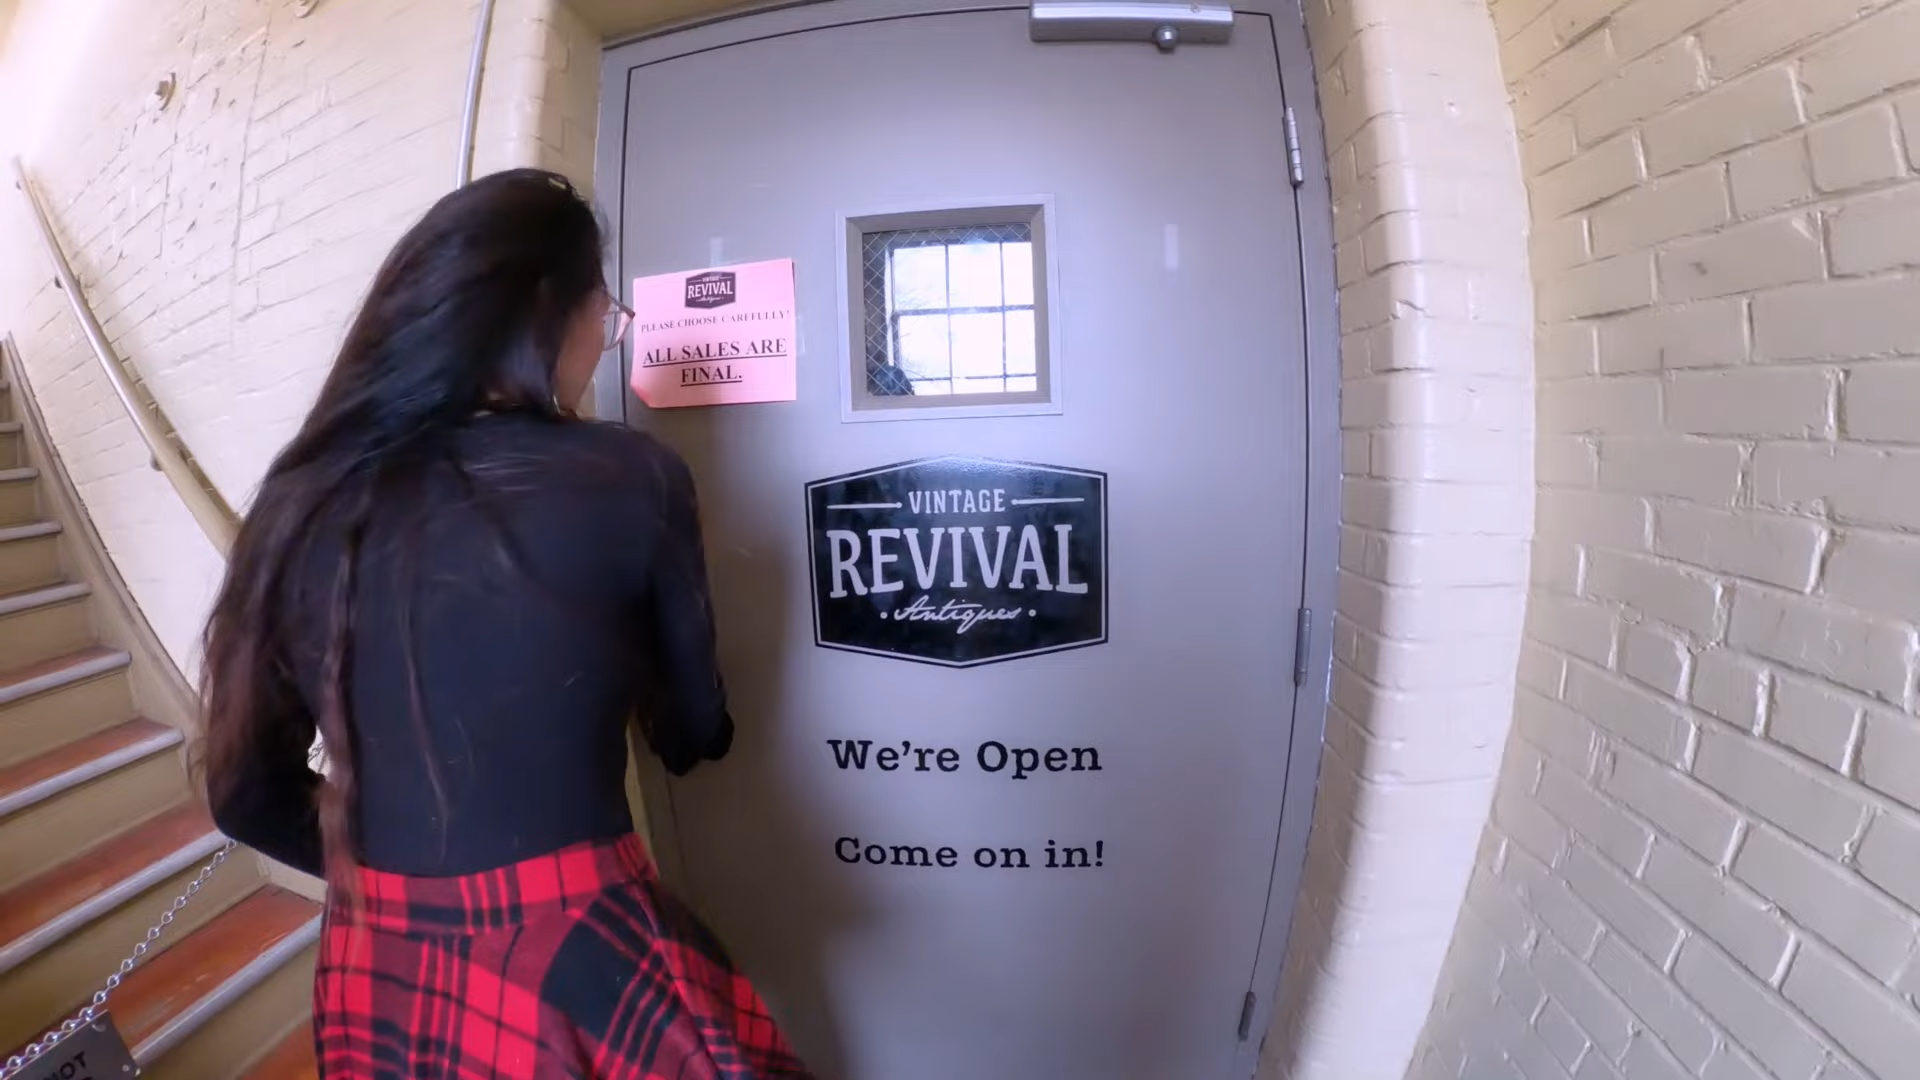 VINTAGE
REVIVAL
Antiques
PLEASE CHOOSE CAREFULLY!
ALL SALES ARE
FINAL.
VINTAGE
REVIVAL
Antiques
We're Open
Come on in!